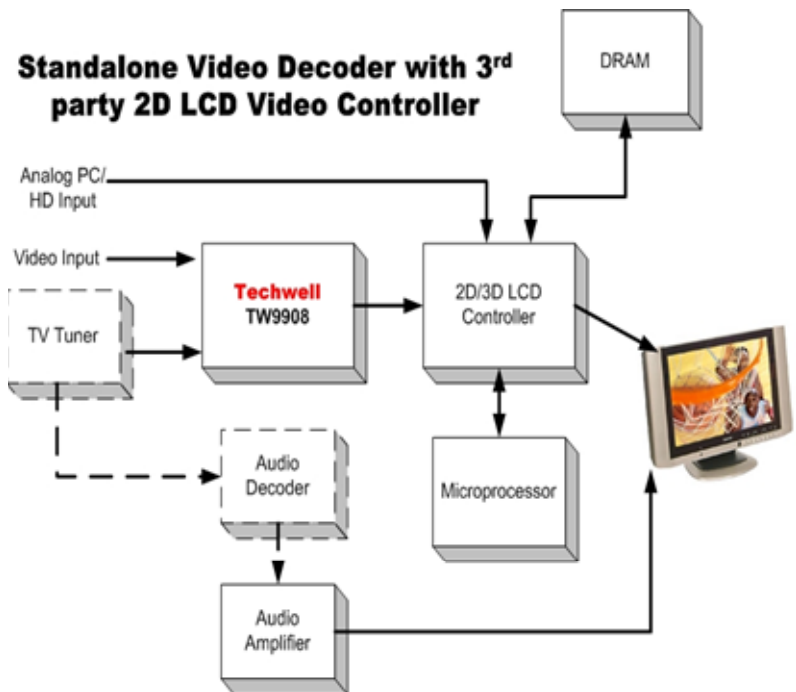 Standalone Video Decoder with 3rd
party 2D LCD Video Controller
DRAM
Analog PC/
HD Input
Video Input
Techwell
TW9908
2D/3D LCD
Controller
TV Tuner
Audio
Decoder
Microprocessor
Audio
Amplifier